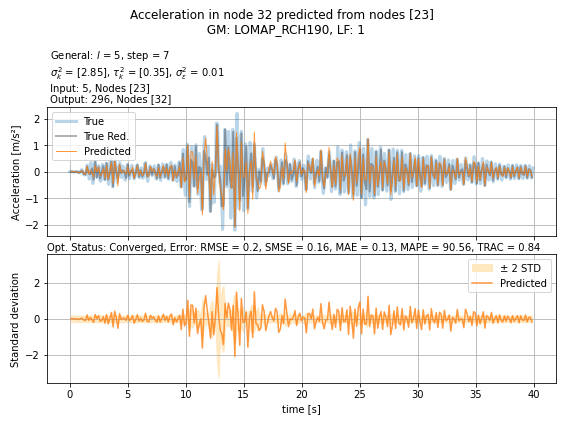 Acceleration in node 32 predicted from nodes [23]
GM: LOMAP_RCH190, LF: 1
General: l = 5, step = 7
σ²ₖ = [2.85], τ²ₖ = [0.35], σ²ε = 0.01
Input: 5, Nodes [23]
Output: 296, Nodes [32]
Acceleration [m/s²]
2
1
0
−1
−2
True
True Red.
Predicted
Opt. Status: Converged, Error: RMSE = 0.2, SMSE = 0.16, MAE = 0.13, MAPE = 90.56, TRAC = 0.84
Standard deviation
2
0
−2
± 2 STD
Predicted
0 5 10 15 20 25 30 35 40
time [s]